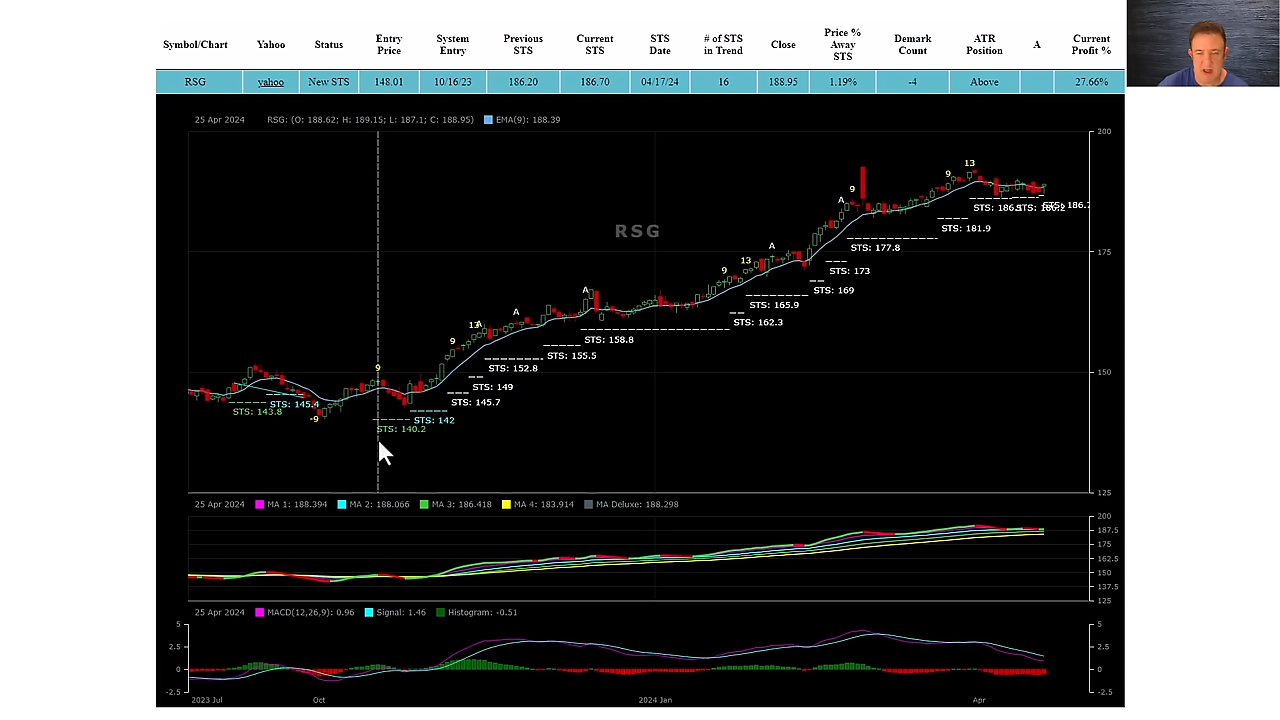 Symbol/Chart Yahoo Status Entry Price System Entry Previous STS Current STS STS Date # of STS in Trend Close Price % Away STS Demark Count ATR Position A Current Profit %
RSG yahoo New STS 148.01 10/16/23 186.20 186.70 04/17/24 16 188.95 1.19% -4 Above 27.66%
25 Apr 2024 RSG: (O: 188.62; H: 189.15; L: 187.1; C: 188.95) EMA(9): 188.39
200
13
9
9
A
A
13
9
STS: 186.7
STS: 181.9
RSG
STS: 177.8
175
STS: 173
A
STS: 169
STS: 165.9
A
STS: 162.3
13
A
9
STS: 158.8
STS: 155.5
9
STS: 152.8
150
STS: 149
STS: 145.7
STS: 145.4
STS: 143.8
-9
STS: 142
STS: 140.2
125
25 Apr 2024 MA 1: 188.394 MA 2: 188.066 MA 3: 186.418 MA 4: 183.914 MA Deluxe: 188.298
200
187.5
175
162.5
150
137.5
125
25 Apr 2024 MACD(12,26,9): 0.96 Signal: 1.46 Histogram: -0.51
5 5
2.5 2.5
0 0
-2.5 -2.5
2023 Jul Oct 2024 Jan Apr